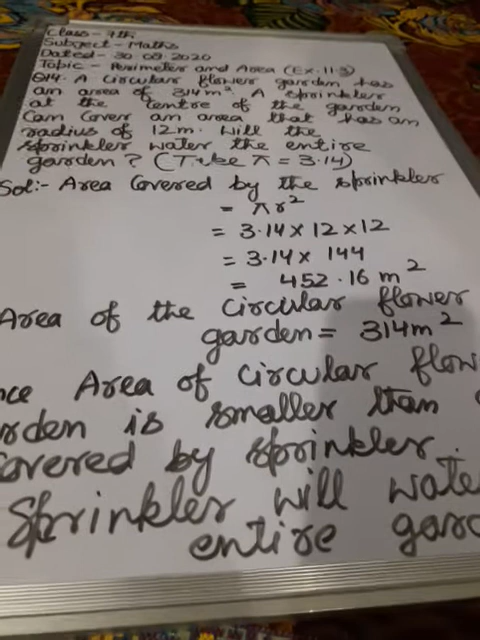 Class - 7th
Subject - Maths
Dated - 30.09.2020
Topic - Perimeter and Area (Ex-11.3)
Q14. A circular flower garden has
an area of 314m². A sprinkler
at the centre of the garden
can cover an area that has an
radius of 12m. Will the
sprinkler water the entire
garden? (Take π = 3.14)
Sol:- Area covered by the sprinkler
= πr²
= 3.14 × 12 × 12
= 3.14 × 144
= 452.16 m²
Area of the circular flower
garden = 314m²
nce Area of circular flow
rden is smaller than
covered by sprinkler.
Sprinkler will wate
entire gard